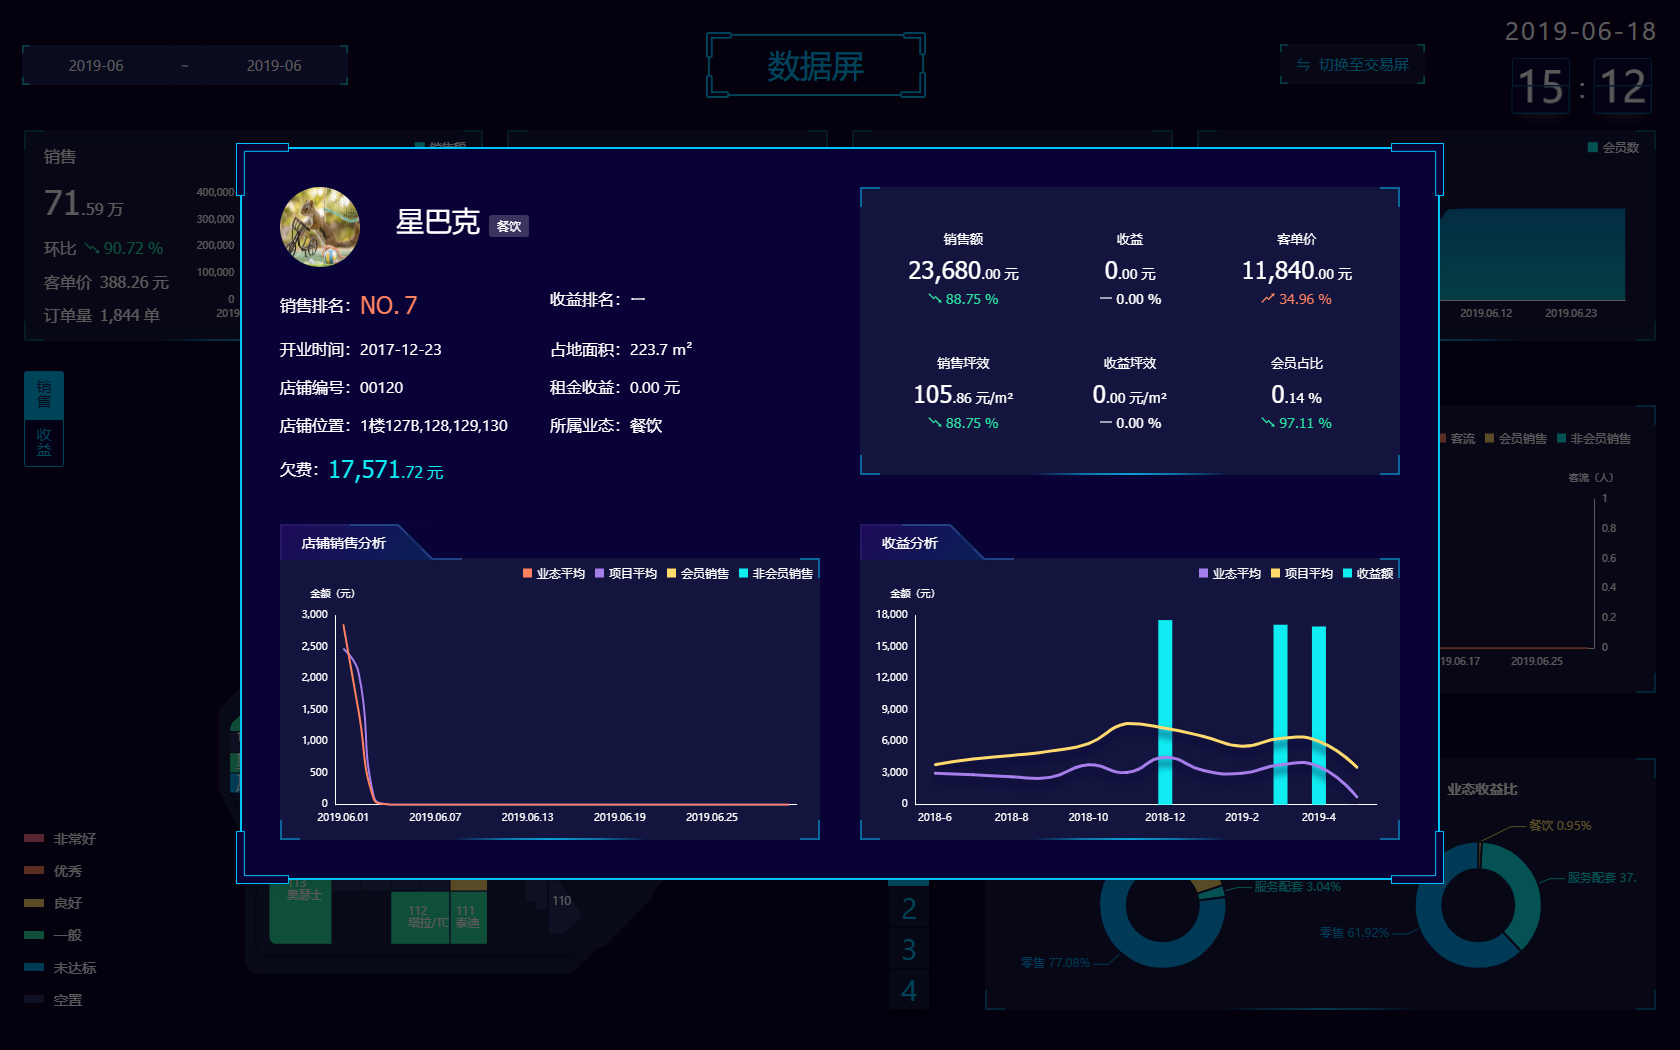 2019-06 ~ 2019-06
数据屏
切换至交易屏
2019-06-18
15 : 12
销售
71.59 万
环比 90.72 %
客单价 388.26 元
订单量 1,844 单
销售额
400,000
300,000
200,000
100,000
0
2019
会员数
2019.06.12 2019.06.23
销售
收益
星巴克 餐饮
销售排名: NO. 7
收益排名: 一
开业时间: 2017-12-23
占地面积: 223.7 m²
店铺编号: 00120
租金收益: 0.00 元
店铺位置: 1楼127B,128,129,130
所属业态: 餐饮
欠费: 17,571.72 元
销售额 收益 客单价
23,680.00 元 0.00 元 11,840.00 元
88.75 % 一 0.00 % 34.96 %
销售坪效 收益坪效 会员占比
105.86 元/m² 0.00 元/m² 0.14 %
88.75 % 一 0.00 % 97.11 %
店铺销售分析
业态平均 项目平均 会员销售 非会员销售
金额（元）
3,000
2,500
2,000
1,500
1,000
500
0
2019.06.01 2019.06.07 2019.06.13 2019.06.19 2019.06.25
收益分析
业态平均 项目平均 收益额
金额（元）
18,000
15,000
12,000
9,000
6,000
3,000
0
2018-6 2018-8 2018-10 2018-12 2019-2 2019-4
客流 会员销售 非会员销售
客流（人）
1
0.8
0.6
0.4
0.2
0
19.06.17 2019.06.25
非常好
优秀
良好
一般
未达标
空置
113
奥瑟士
112
塔拉/TC
111
泰迪
110
2
3
4
服务配套 3.04%
零售 77.08%
业态收益比
餐饮 0.95%
服务配套 37.
零售 61.92%